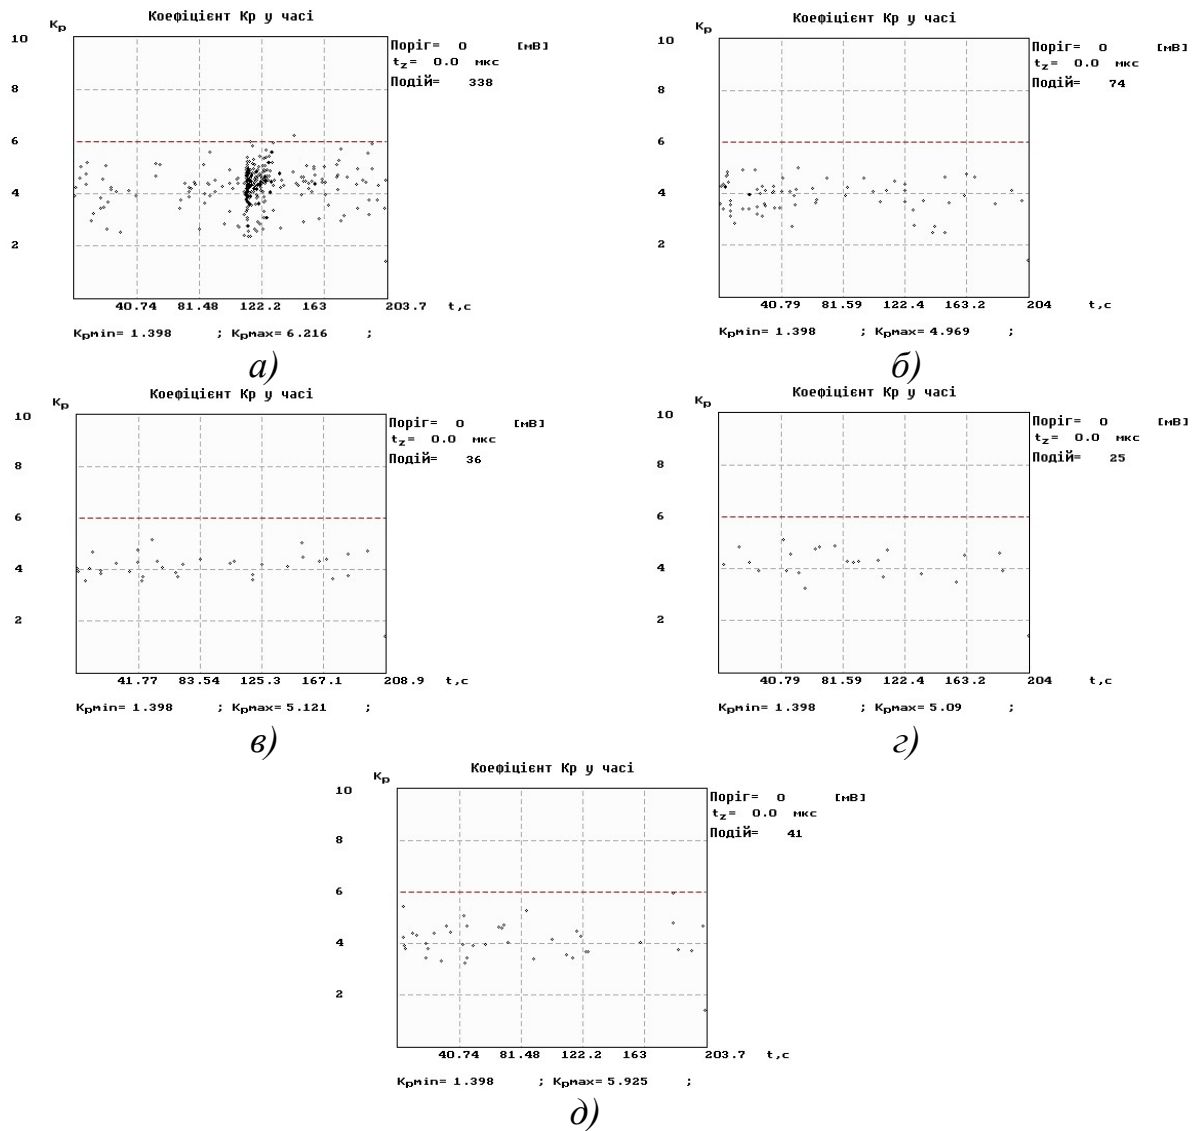 Коефіцієнт Кр у часі
Кр
Поріг= 0 [мВ]
tz= 0.0 мкс
Подій= 338
10
8
6
4
2
40.74 81.48 122.2 163 203.7 t,с
Крmin= 1.398 ; Крmax= 6.216 ;
а)
Коефіцієнт Кр у часі
Кр
Поріг= 0 [мВ]
tz= 0.0 мкс
Подій= 74
10
8
6
4
2
40.79 81.59 122.4 163.2 204 t,с
Крmin= 1.398 ; Крmax= 4.969 ;
б)
Коефіцієнт Кр у часі
Кр
Поріг= 0 [мВ]
tz= 0.0 мкс
Подій= 36
10
8
6
4
2
41.77 83.54 125.3 167.1 208.9 t,с
Крmin= 1.398 ; Крmax= 5.121 ;
в)
Коефіцієнт Кр у часі
Кр
Поріг= 0 [мВ]
tz= 0.0 мкс
Подій= 25
10
8
6
4
2
40.79 81.59 122.4 163.2 204 t,с
Крmin= 1.398 ; Крmax= 5.09 ;
г)
Коефіцієнт Кр у часі
Кр
Поріг= 0 [мВ]
tz= 0.0 мкс
Подій= 41
10
8
6
4
2
40.74 81.48 122.2 163 203.7 t,с
Крmin= 1.398 ; Крmax= 5.925 ;
д)